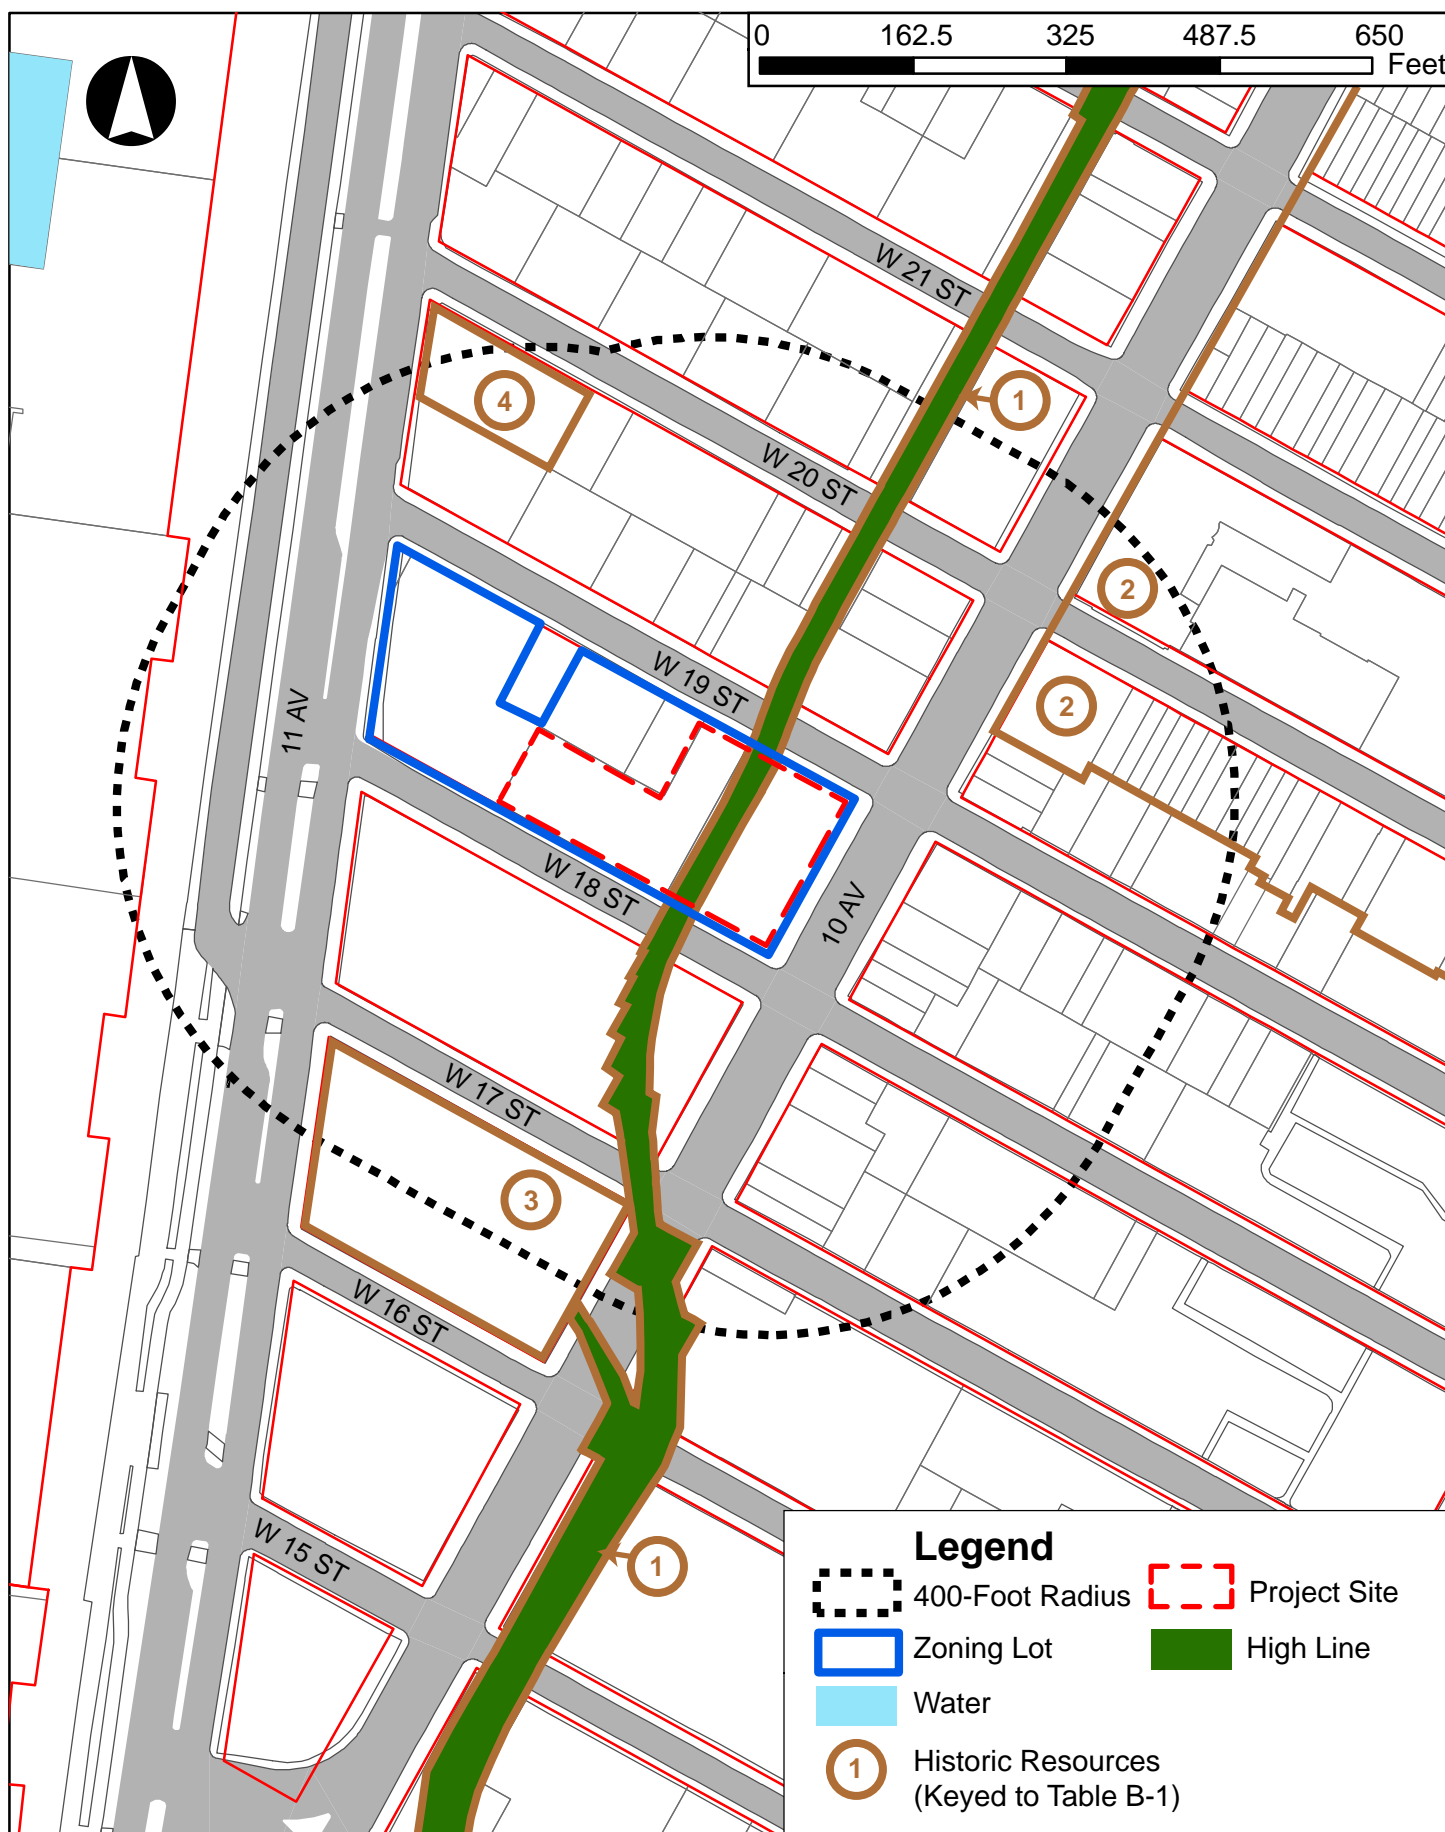 0 162.5 325 487.5 650
Feet
W 21 ST
4
1
W 20 ST
2
W 19 ST
2
11 AV
W 18 ST
10 AV
W 17 ST
3
W 16 ST
W 15 ST
1
Legend
400-Foot Radius
Project Site
Zoning Lot
High Line
Water
1
Historic Resources
(Keyed to Table B-1)